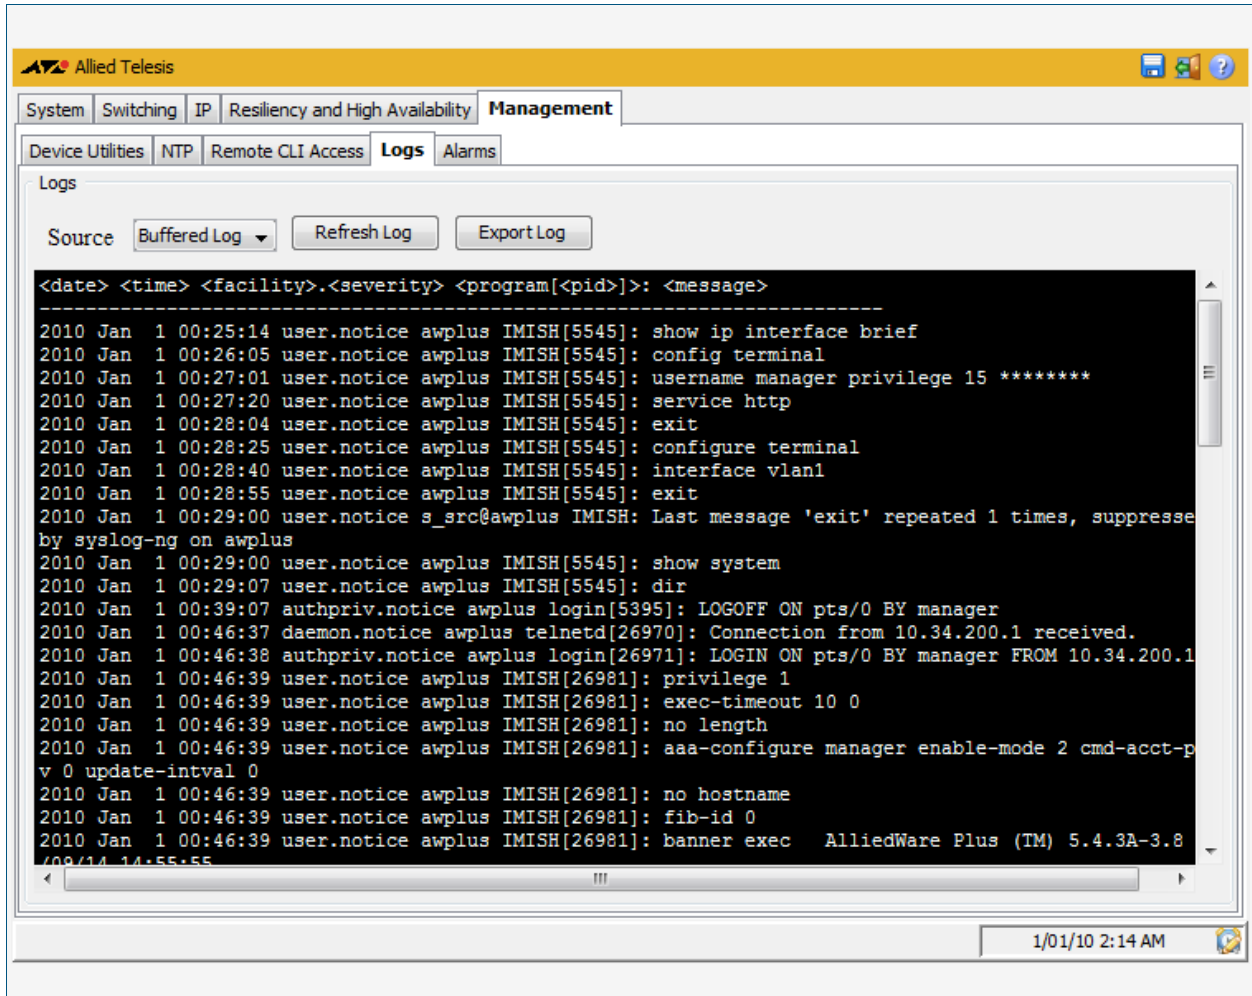 Allied Telesis
System Switching IP Resiliency and High Availability Management
Device Utilities NTP Remote CLI Access Logs Alarms
Logs
Source Buffered Log Refresh Log Export Log
<date> <time> <facility>.<severity> <program[<pid>]>: <message>
-------------------------------------------------------------------------
2010 Jan  1 00:25:14 user.notice awplus IMISH[5545]: show ip interface brief
2010 Jan  1 00:26:05 user.notice awplus IMISH[5545]: config terminal
2010 Jan  1 00:27:01 user.notice awplus IMISH[5545]: username manager privilege 15 ********
2010 Jan  1 00:27:20 user.notice awplus IMISH[5545]: service http
2010 Jan  1 00:28:04 user.notice awplus IMISH[5545]: exit
2010 Jan  1 00:28:25 user.notice awplus IMISH[5545]: configure terminal
2010 Jan  1 00:28:40 user.notice awplus IMISH[5545]: interface vlan1
2010 Jan  1 00:28:55 user.notice awplus IMISH[5545]: exit
2010 Jan  1 00:29:00 user.notice s_src@awplus IMISH: Last message 'exit' repeated 1 times, suppresse
by syslog-ng on awplus
2010 Jan  1 00:29:00 user.notice awplus IMISH[5545]: show system
2010 Jan  1 00:29:07 user.notice awplus IMISH[5545]: dir
2010 Jan  1 00:39:07 authpriv.notice awplus login[5395]: LOGOFF ON pts/0 BY manager
2010 Jan  1 00:46:37 daemon.notice awplus telnetd[26970]: Connection from 10.34.200.1 received.
2010 Jan  1 00:46:38 authpriv.notice awplus login[26971]: LOGIN ON pts/0 BY manager FROM 10.34.200.1
2010 Jan  1 00:46:39 user.notice awplus IMISH[26981]: privilege 1
2010 Jan  1 00:46:39 user.notice awplus IMISH[26981]: exec-timeout 10 0
2010 Jan  1 00:46:39 user.notice awplus IMISH[26981]: no length
2010 Jan  1 00:46:39 user.notice awplus IMISH[26981]: aaa-configure manager enable-mode 2 cmd-acct-p
v 0 update-intval 0
2010 Jan  1 00:46:39 user.notice awplus IMISH[26981]: no hostname
2010 Jan  1 00:46:39 user.notice awplus IMISH[26981]: fib-id 0
2010 Jan  1 00:46:39 user.notice awplus IMISH[26981]: banner exec   AlliedWare Plus (TM) 5.4.3A-3.8
/09/14 14:55:55
1/01/10 2:14 AM